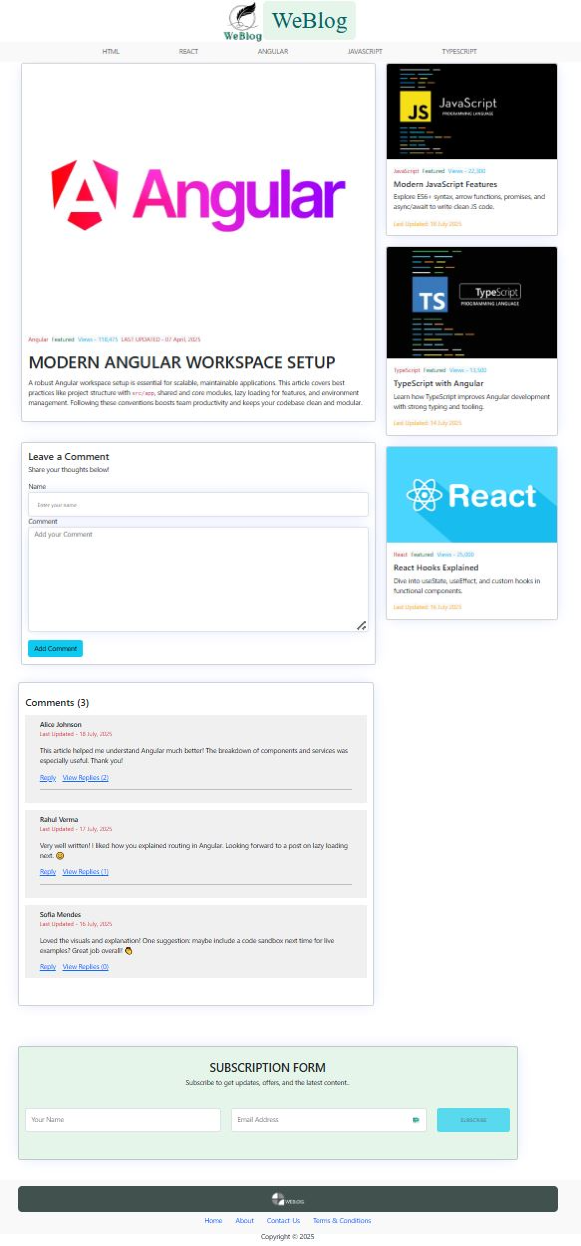 WeBlog
WeBlog
HTML REACT ANGULAR JAVASCRIPT TYPESCRIPT
Angular
Angular Featured Views - LAST UPDATED - 07 April, 2025
MODERN ANGULAR WORKSPACE SETUP
A robust Angular workspace setup is essential for scalable, maintainable applications. This article covers best
practices like project structure with src/app, shared and core modules, lazy loading for features, and environment
management. Following these conventions boosts team productivity and keeps your codebase clean and modular.
JS JavaScript
PROGRAMMING LANGUAGE
JavaScript Featured Views - 22,300
Modern JavaScript Features
Explore ES6+ syntax, arrow functions, promises, and
async/await to write clean JS code.
Last Updated: July 2025
TS TypeScript
PROGRAMMING LANGUAGE
TypeScript Featured Views - 13,500
TypeScript with Angular
Learn how TypeScript improves Angular development
with strong typing and tooling.
Last Updated: 14 July 2025
React
React Featured Views - 25,000
React Hooks Explained
Dive into useState, useEffect, and custom hooks in
functional components.
Last Updated: 16 July 2025
Leave a Comment
Share your thoughts below!
Name
Enter your name
Comment
Add your Comment
Add Comment
Comments (3)
Alice Johnson
Last Updated - 18 July, 2025
This article helped me understand Angular much better! The breakdown of components and services was
especially useful. Thank you!
Reply View Replies (2)
Rahul Verma
Last Updated - 17 July, 2025
Very well written! I liked how you explained routing in Angular. Looking forward to a post on lazy loading
next. 😊
Reply View Replies (1)
Sofia Mendes
Last Updated - 16 July, 2025
Loved the visuals and explanation! One suggestion: maybe include a code sandbox next time for live
examples? Great job overall! 👏
Reply View Replies (0)
SUBSCRIPTION FORM
Subscribe to get updates, offers, and the latest content.
Your Name Email Address SUBSCRIBE
WEBLOG
Home About Contact Us Terms & Conditions
Copyright © 2025